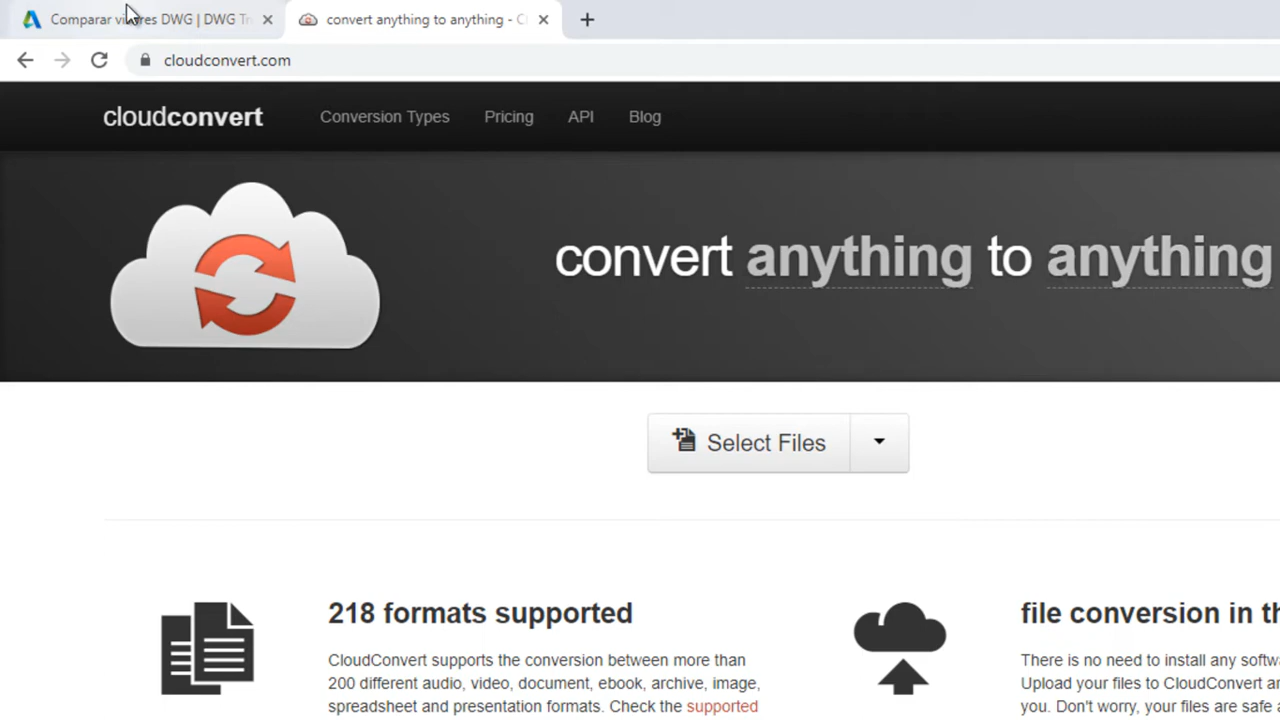 Comparar vi res DWG | DWG Tr
convert anything to anything - C
cloudconvert.com
cloudconvert
Conversion Types
Pricing
API
Blog
convert anything to anything
Select Files
218 formats supported
CloudConvert supports the conversion between more than
200 different audio, video, document, ebook, archive, image,
spreadsheet and presentation formats. Check the supported
file conversion in th
There is no need to install any softw
Upload your files to CloudConvert an
you. Don't worry, your files are safe a